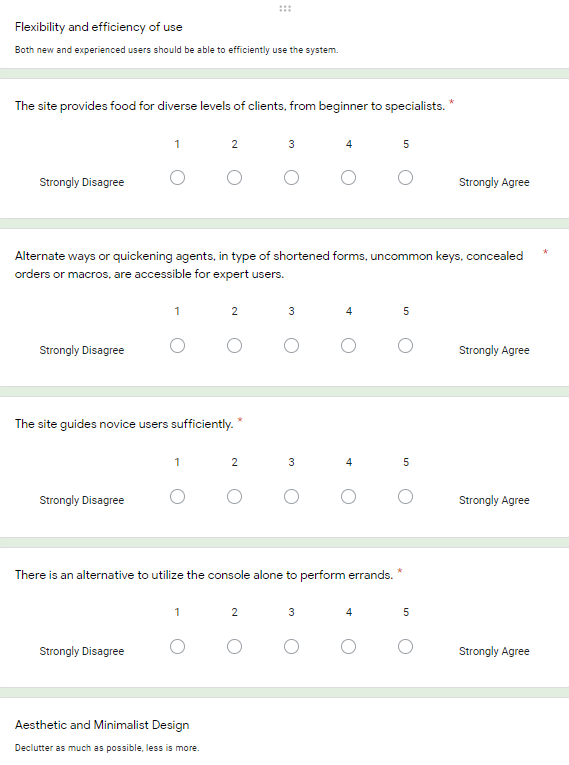 Flexibility and efficiency of use
Both new and experienced users should be able to efficiently use the system.
The site provides food for diverse levels of clients, from beginner to specialists. *
1 2 3 4 5
Strongly Disagree Strongly Agree
Alternate ways or quickening agents, in type of shortened forms, uncommon keys, concealed *
orders or macros, are accessible for expert users.
1 2 3 4 5
Strongly Disagree Strongly Agree
The site guides novice users sufficiently. *
1 2 3 4 5
Strongly Disagree Strongly Agree
There is an alternative to utilize the console alone to perform errands. *
1 2 3 4 5
Strongly Disagree Strongly Agree
Aesthetic and Minimalist Design
Declutter as much as possible, less is more.